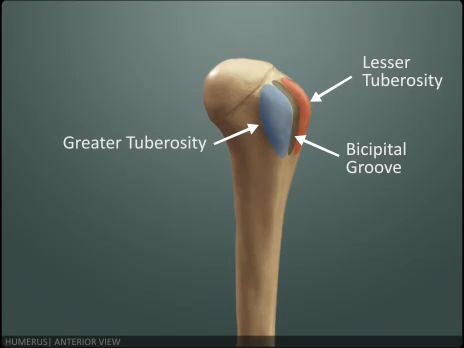 Lesser
Tuberosity
Greater Tuberosity
Bicipital
Groove
HUMERUS| ANTERIOR VIEW